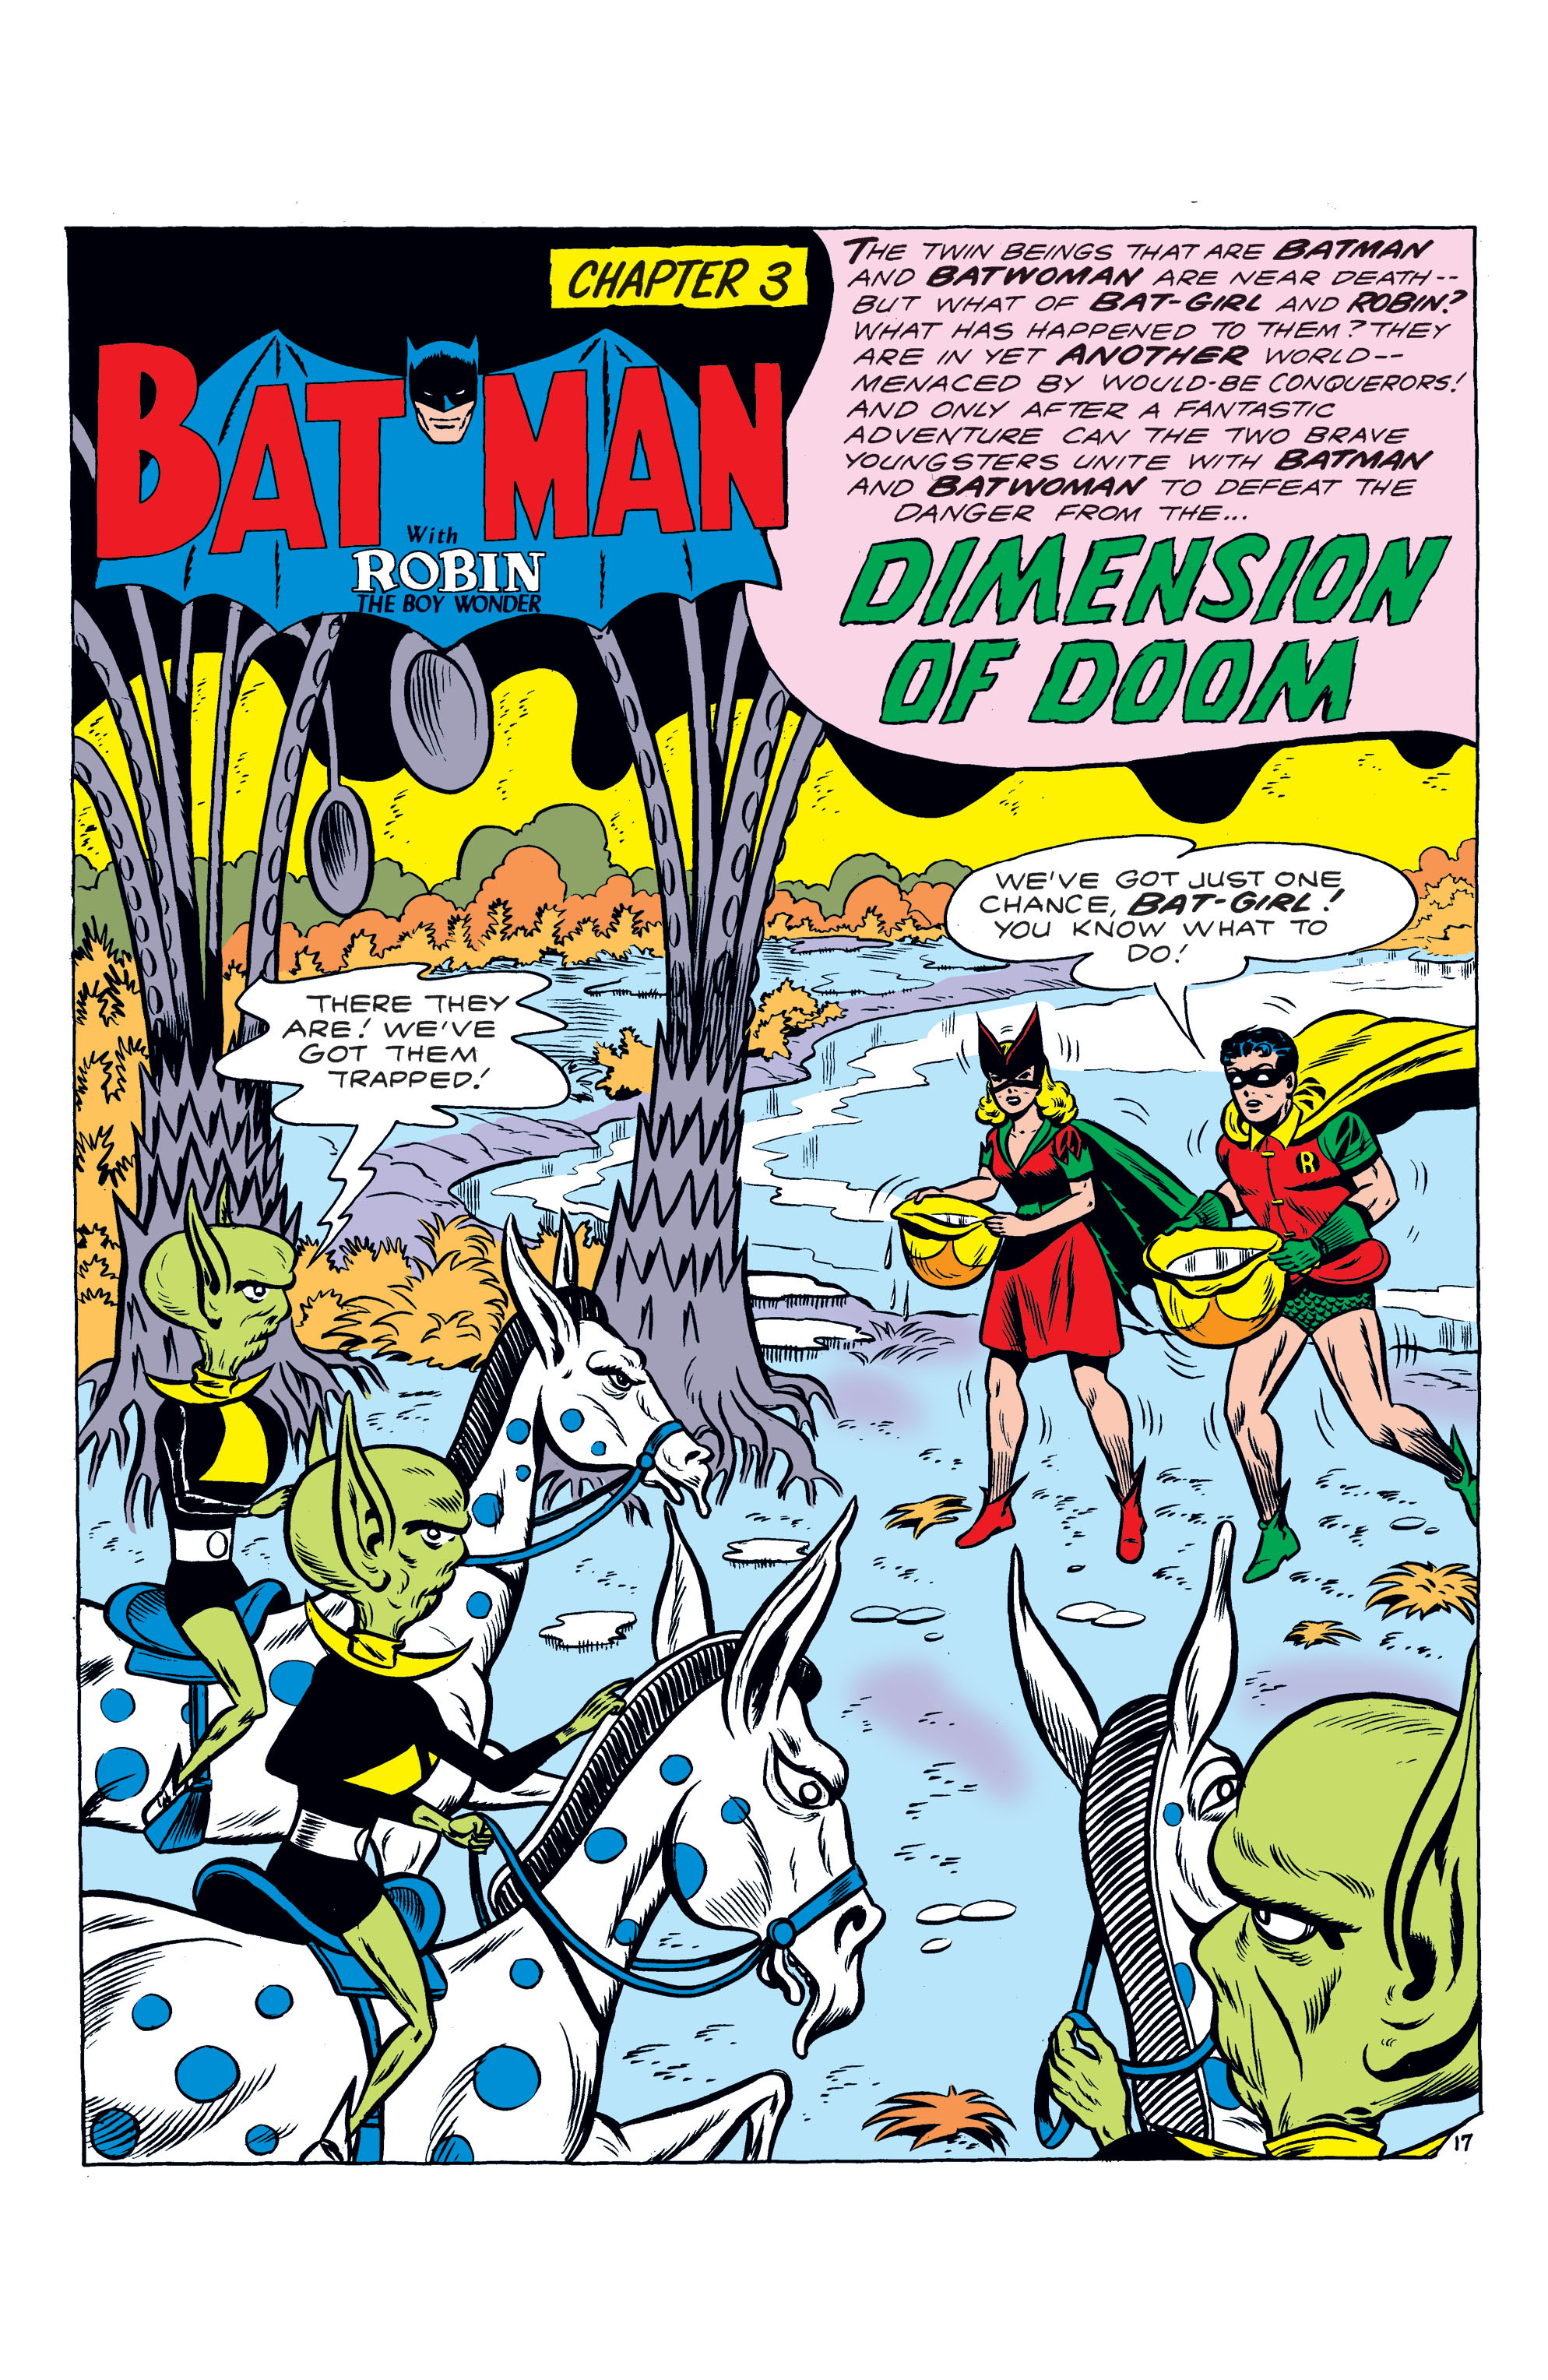 CHAPTER 3
BATMAN
With
ROBIN
THE BOY WONDER
THE TWIN BEINGS THAT ARE BATMAN
AND BATWOMAN ARE NEAR DEATH--
BUT WHAT OF BAT-GIRL AND ROBIN?
WHAT HAS HAPPENED TO THEM? THEY
ARE IN YET ANOTHER WORLD--
MENACED BY WOULD-BE CONQUERORS!
AND ONLY AFTER A FANTASTIC
ADVENTURE CAN THE TWO BRAVE
YOUNGSTERS UNITE WITH BATMAN
AND BATWOMAN TO DEFEAT THE
DANGER FROM THE...
DIMENSION
OF DOOM
THERE THEY
ARE! WE'VE
GOT THEM
TRAPPED!
WE'VE GOT JUST ONE
CHANCE, BAT-GIRL!
YOU KNOW WHAT TO
DO!
R
17